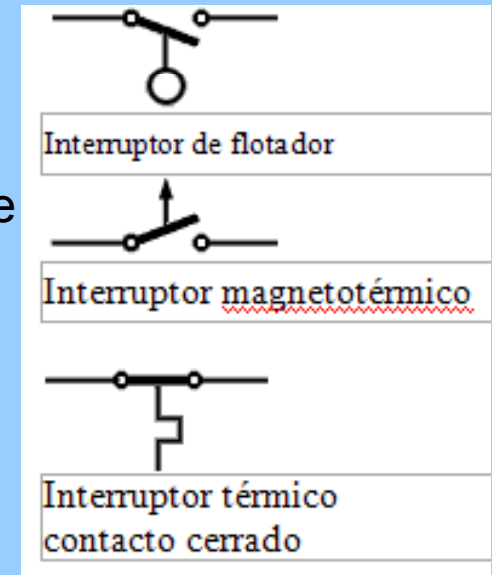 Interruptor de flotador
e
Interruptor magnetotérmico
Interruptor térmico
contacto cerrado